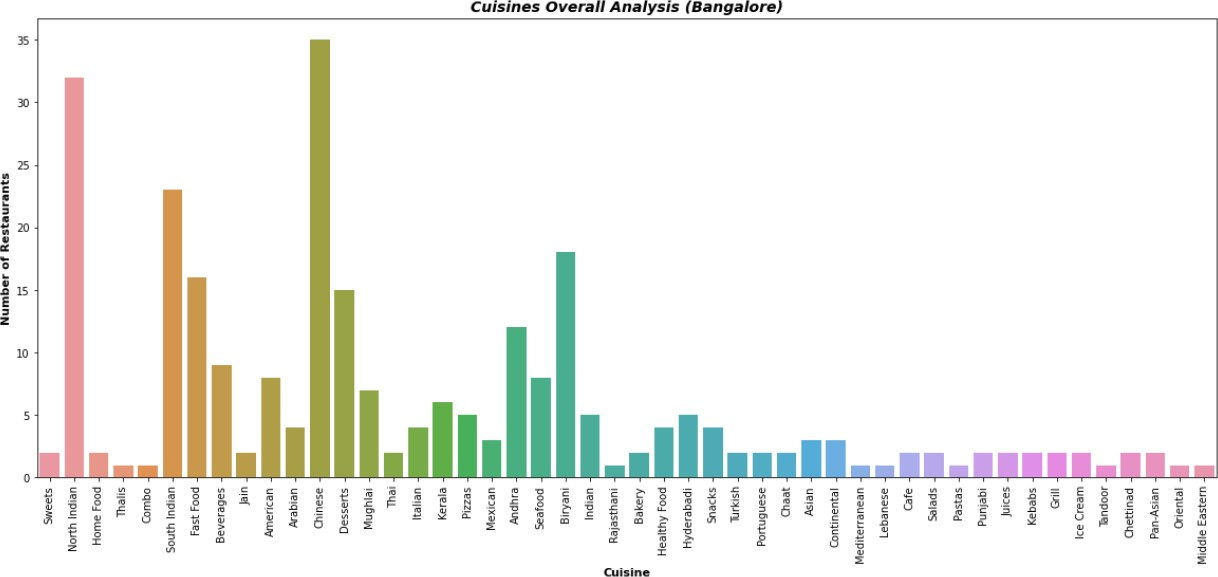 Cuisines Overall Analysis (Bangalore)
Number of Restaurants
35
30
25
20
15
10
5
0
Sweets
North Indian
Home Food
Thalis
Combo
South Indian
Fast Food
Beverages
Jain
American
Arabian
Chinese
Desserts
Mughlai
Thai
Italian
Kerala
Pizzas
Mexican
Andhra
Seafood
Biryani
Indian
Rajasthani
Bakery
Healthy Food
Hyderabadi
Snacks
Turkish
Portuguese
Chaat
Asian
Continental
Mediterranean
Lebanese
Cafe
Salads
Pastas
Punjabi
Juices
Kebabs
Grill
Ice Cream
Tandoor
Chettinad
Pan-Asian
Oriental
Middle Eastern
Cuisine